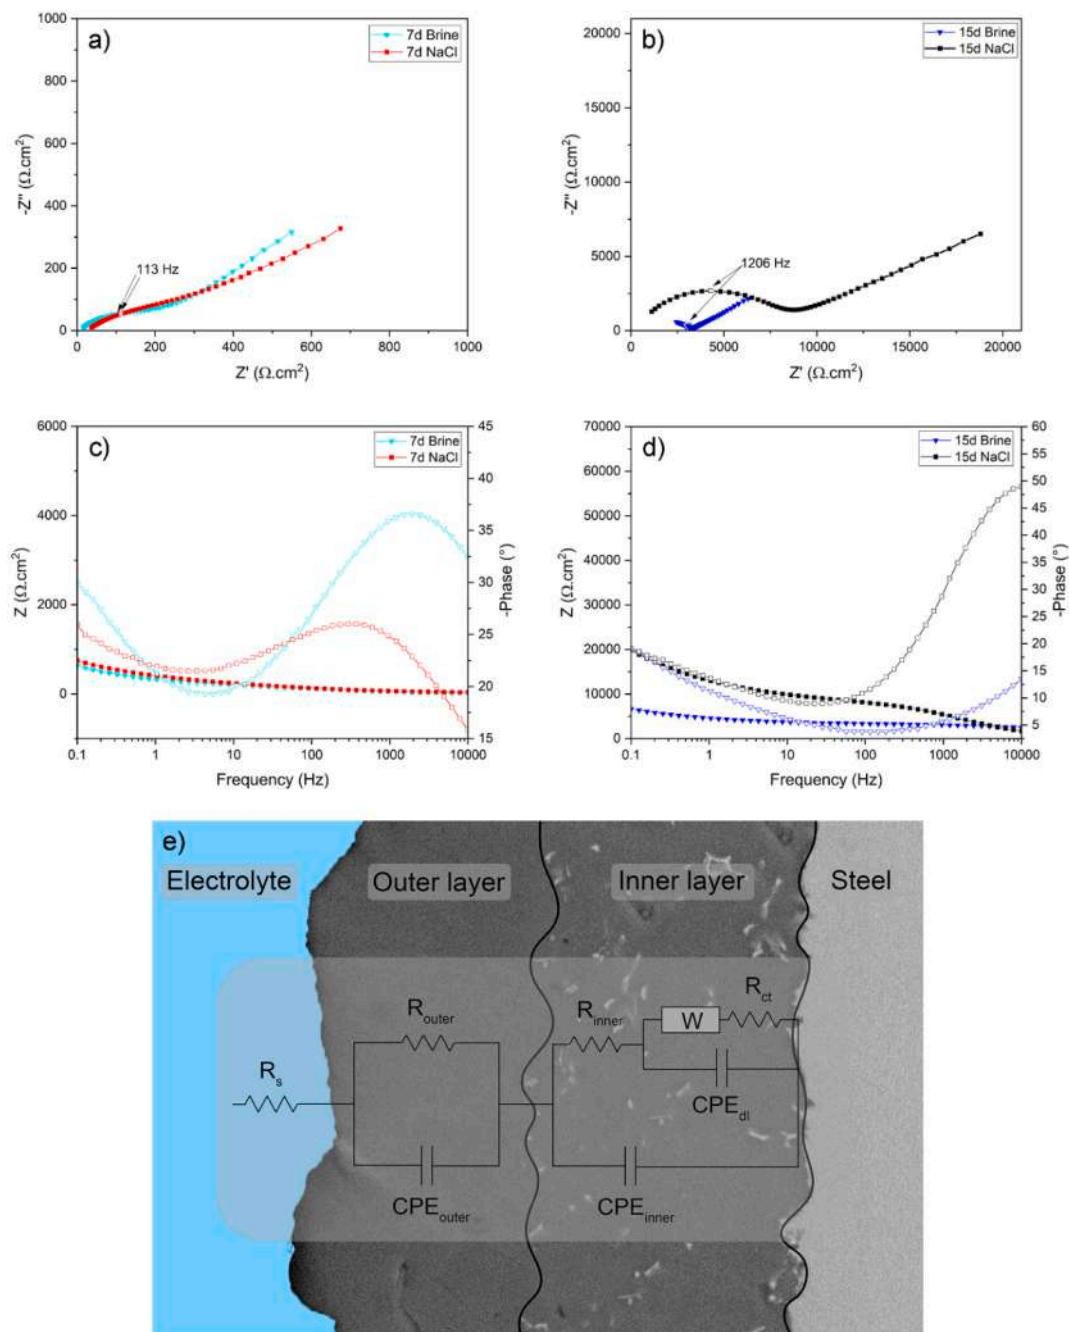 a)
7d Brine
7d NaCl
1000
800
600
400
200
0
-Z'' (Ω.cm²)
113 Hz
0 200 400 600 800 1000
Z' (Ω.cm²)
b)
15d Brine
15d NaCl
20000
15000
10000
5000
0
-Z'' (Ω.cm²)
1206 Hz
0 5000 10000 15000 20000
Z' (Ω.cm²)
c)
7d Brine
7d NaCl
6000
4000
2000
0
Z (Ω.cm²)
45
40
35
30
25
20
15
-Phase (°)
0.1 1 10 100 1000 10000
Frequency (Hz)
d)
15d Brine
15d NaCl
70000
60000
50000
40000
30000
20000
10000
0
Z (Ω.cm²)
60
55
50
45
40
35
30
25
20
15
10
5
-Phase (°)
0.1 1 10 100 1000 10000
Frequency (Hz)
e)
Electrolyte Outer layer Inner layer Steel
R_s
R_outer
CPE_outer
R_inner
W
R_ct
CPE_dl
CPE_inner